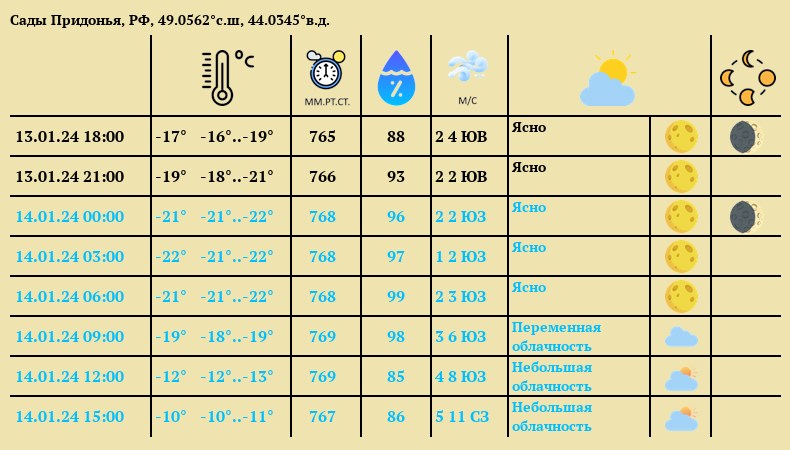 Сады Придонья, РФ, 49.0562°с.ш, 44.0345°в.д.
°C
ММ.РТ.СТ. % М/С
13.01.24 18:00 -17° -16°..-19° 765 88 2 4 ЮВ Ясно
13.01.24 21:00 -19° -18°..-21° 766 93 2 2 ЮВ Ясно
14.01.24 00:00 -21° -21°..-22° 768 96 2 2 ЮЗ Ясно
14.01.24 03:00 -22° -21°..-22° 768 97 1 2 ЮЗ Ясно
14.01.24 06:00 -21° -21°..-22° 768 99 2 3 ЮЗ Ясно
14.01.24 09:00 -19° -18°..-19° 769 98 3 6 ЮЗ Переменная
облачность
14.01.24 12:00 -12° -12°..-13° 769 85 4 8 ЮЗ Небольшая
облачность
14.01.24 15:00 -10° -10°..-11° 767 86 5 11 СЗ Небольшая
облачность